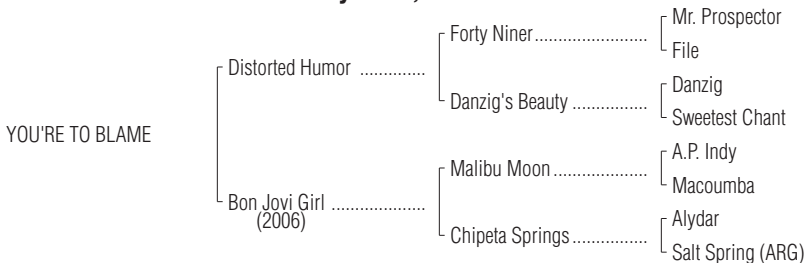 Mr. Prospector
Forty Niner
File
Distorted Humor
Danzig
Danzig's Beauty
Sweetest Chant
YOU'RE TO BLAME
A.P. Indy
Malibu Moon
Macoumba
Bon Jovi Girl
(2006)
Alydar
Chipeta Springs
Salt Spring (ARG)